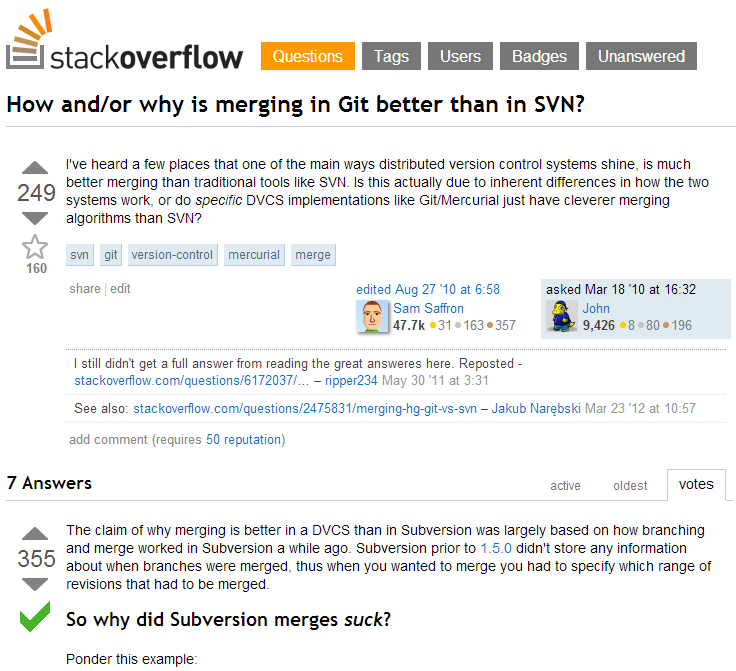 stackoverflow
Questions Tags Users Badges Unanswered
How and/or why is merging in Git better than in SVN?
249
160
I've heard a few places that one of the main ways distributed version control systems shine, is much
better merging than traditional tools like SVN. Is this actually due to inherent differences in how the two
systems work, or do specific DVCS implementations like Git/Mercurial just have cleverer merging
algorithms than SVN?
svn git version-control mercurial merge
share | edit
edited Aug 27 '10 at 6:58
Sam Saffron
47.7k 31 163 357
asked Mar 18 '10 at 16:32
John
9,426 8 80 196
I still didn't get a full answer from reading the great answeres here. Reposted -
stackoverflow.com/questions/6172037/… – ripper234 May 30 '11 at 3:31
See also: stackoverflow.com/questions/2475831/merging-hg-git-vs-svn – Jakub Narębski Mar 23 '12 at 10:57
add comment (requires 50 reputation)
7 Answers
active oldest votes
355
The claim of why merging is better in a DVCS than in Subversion was largely based on how branching
and merge worked in Subversion a while ago. Subversion prior to 1.5.0 didn't store any information
about when branches were merged, thus when you wanted to merge you had to specify which range of
revisions that had to be merged.
So why did Subversion merges suck?
Ponder this example: